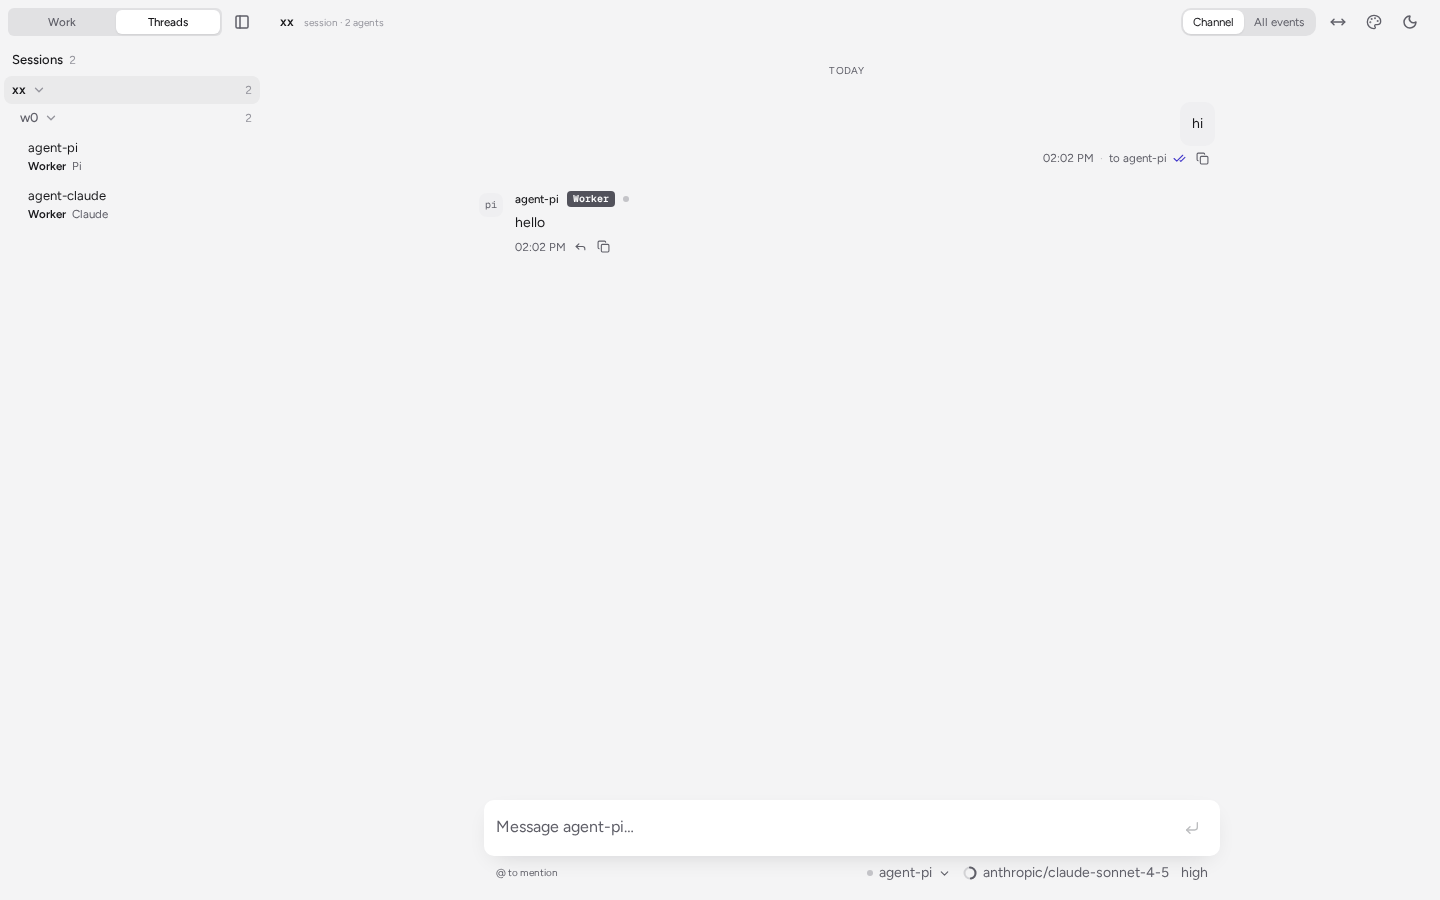 Work Threads xx session · 2 agents Channel All events
Sessions 2
TODAY
xx 2
w0 2
hi
agent-pi
Worker Pi
02:02 PM · to agent-pi
agent-claude
Worker Claude
pi agent-pi Worker
hello
02:02 PM
Message agent-pi...
@ to mention agent-pi anthropic/claude-sonnet-4-5 high